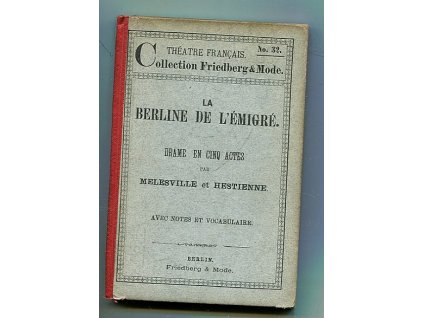 THÉATRE FRANÇAIS. No. 32.
Collection Friedberg & Mode.
LA
BERLINE DE L'ÉMIGRÉ.
DRAME EN CINQ ACTES
PAR
MELESVILLE et HESTIENNE.
AVEC NOTES ET VOCABULAIRE.
BERLIN.
Friedberg & Mode.